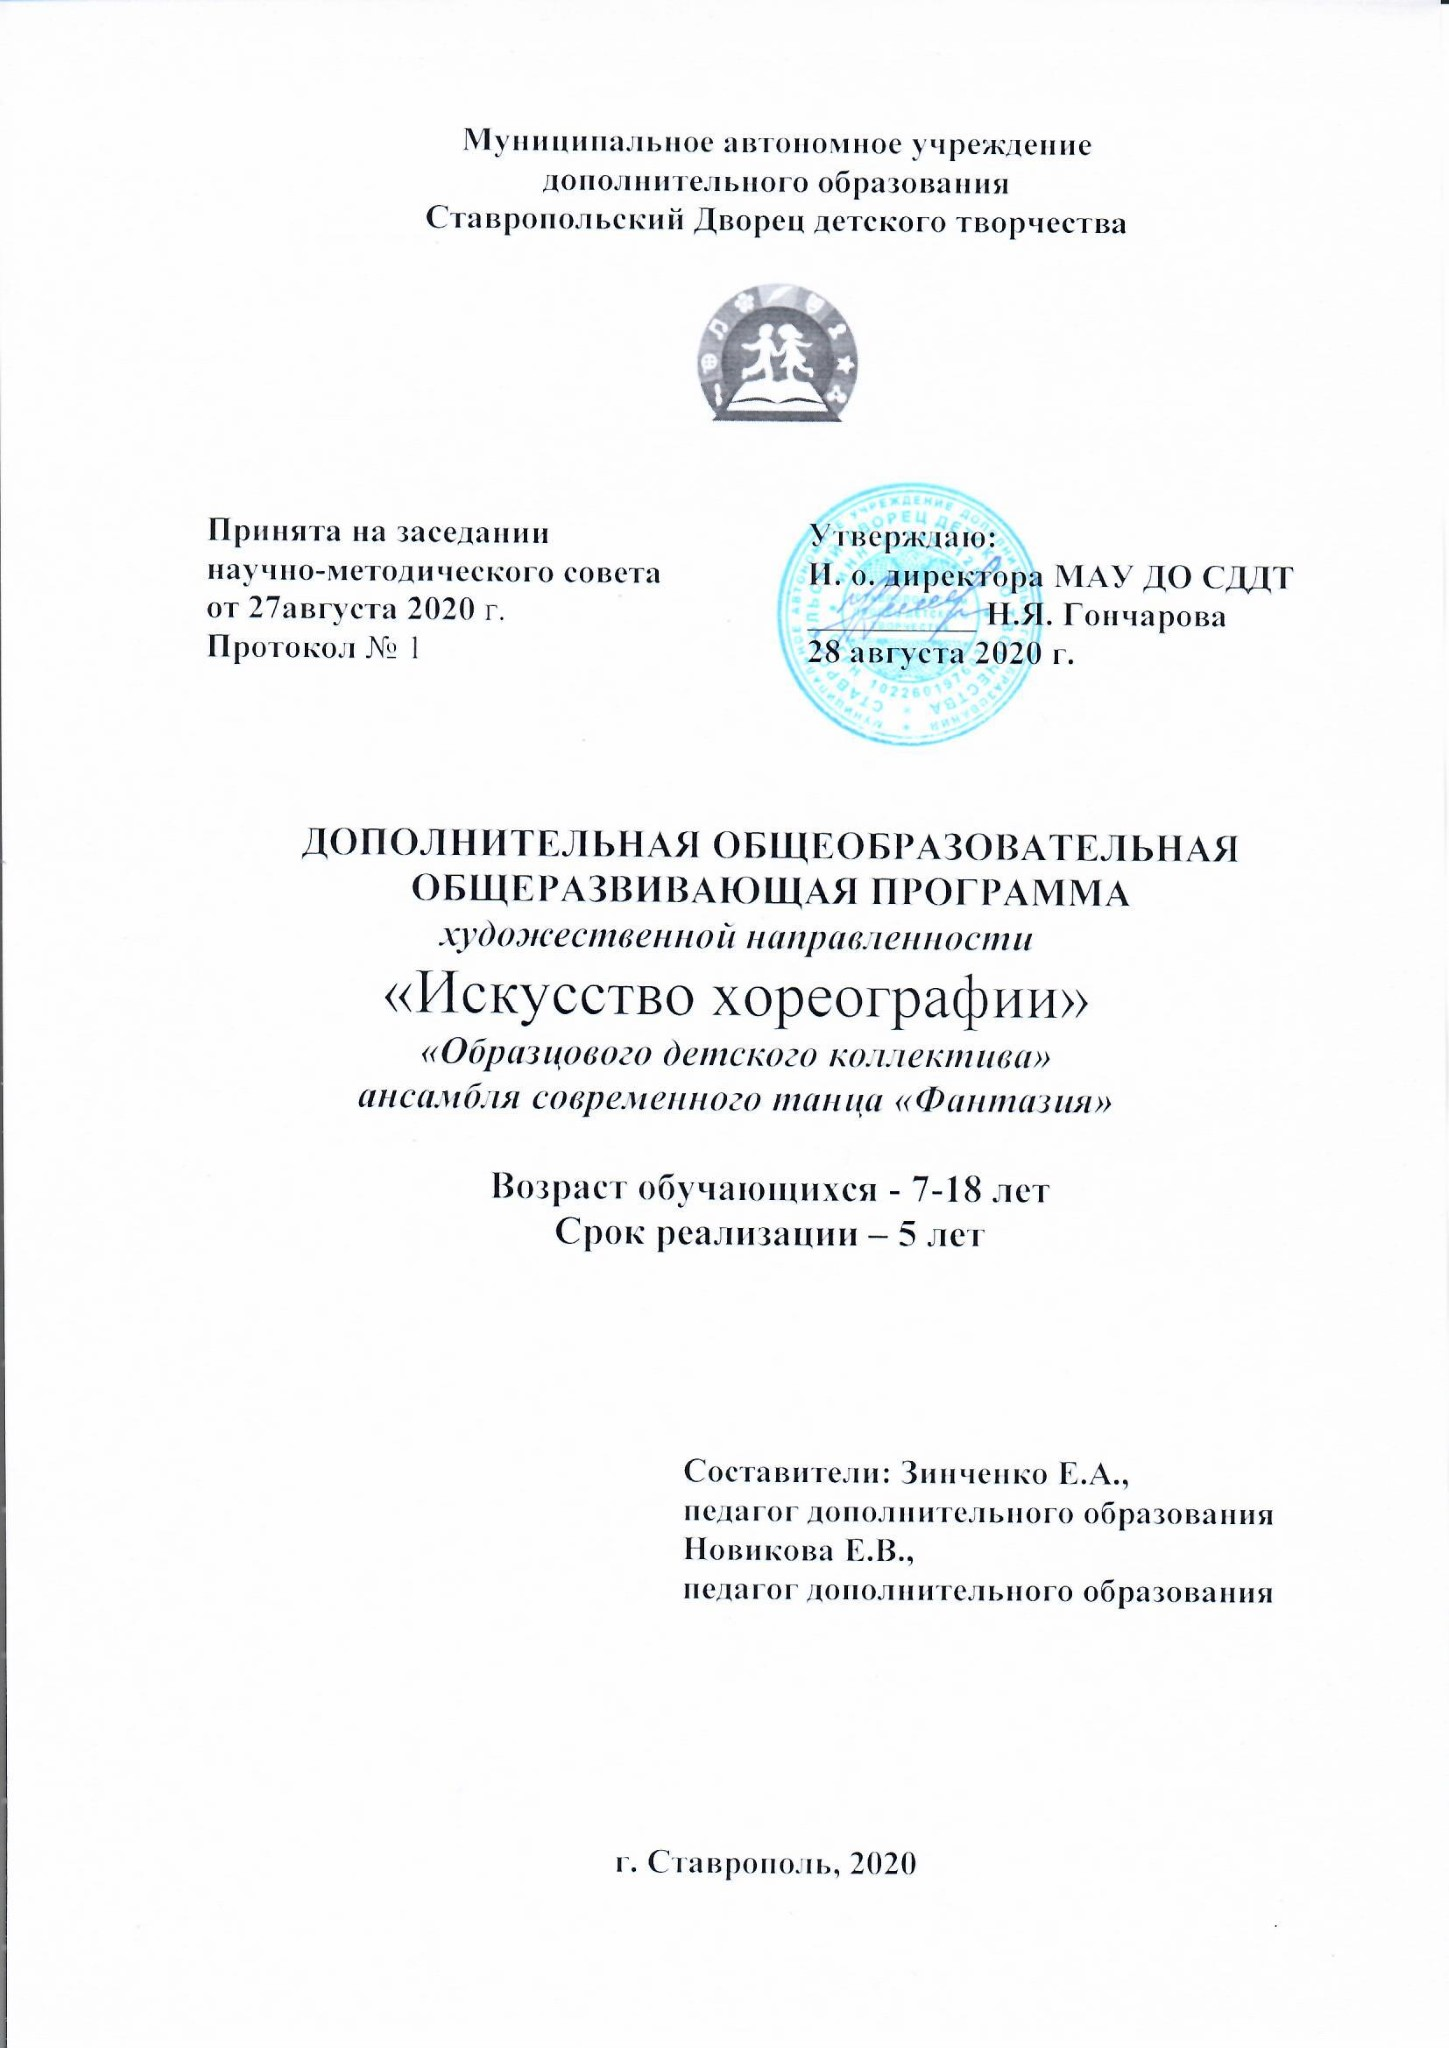 Муниципальное автономное учреждение
дополнительного образования
Ставропольский Дворец детского творчества
Принята на заседании
научно-методического совета
от 27августа 2020 г.
Протокол № 1
Утверждаю:
И. о. директора МАУ ДО СДДТ
____________ Н.Я. Гончарова
28 августа 2020 г.
ДОПОЛНИТЕЛЬНАЯ ОБЩЕОБРАЗОВАТЕЛЬНАЯ
ОБЩЕРАЗВИВАЮЩАЯ ПРОГРАММА
художественной направленности
«Искусство хореографии»
«Образцового детского коллектива»
ансамбля современного танца «Фантазия»
Возраст обучающихся - 7-18 лет
Срок реализации – 5 лет
Составители: Зинченко Е.А.,
педагог дополнительного образования
Новикова Е.В.,
педагог дополнительного образования
г. Ставрополь, 2020